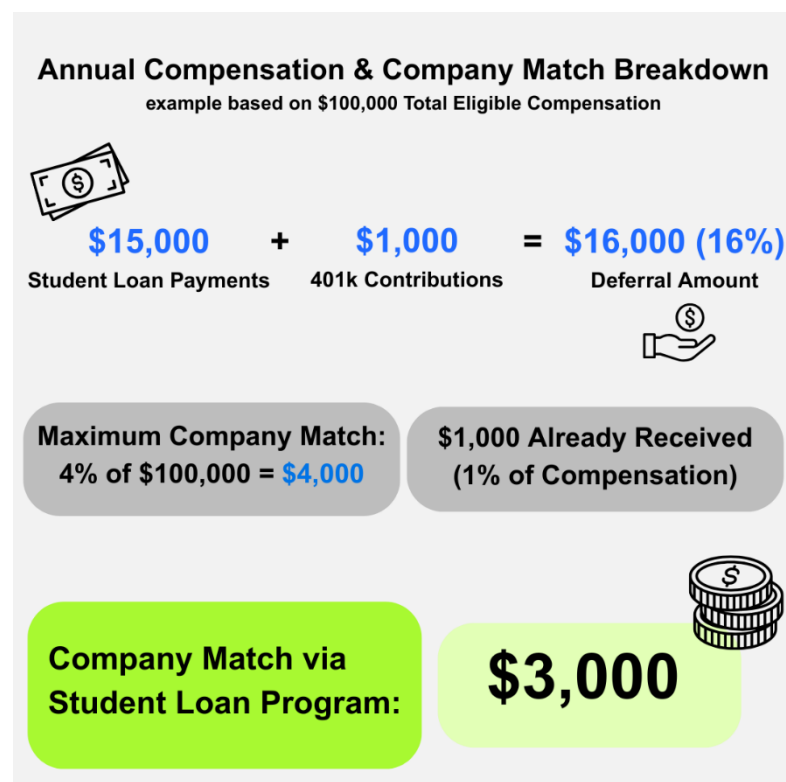 Annual Compensation & Company Match Breakdown
example based on $100,000 Total Eligible Compensation
$15,000 + $1,000 = $16,000 (16%)
Student Loan Payments 401k Contributions Deferral Amount
Maximum Company Match:
4% of $100,000 = $4,000
$1,000 Already Received
(1% of Compensation)
Company Match via
Student Loan Program:
$3,000